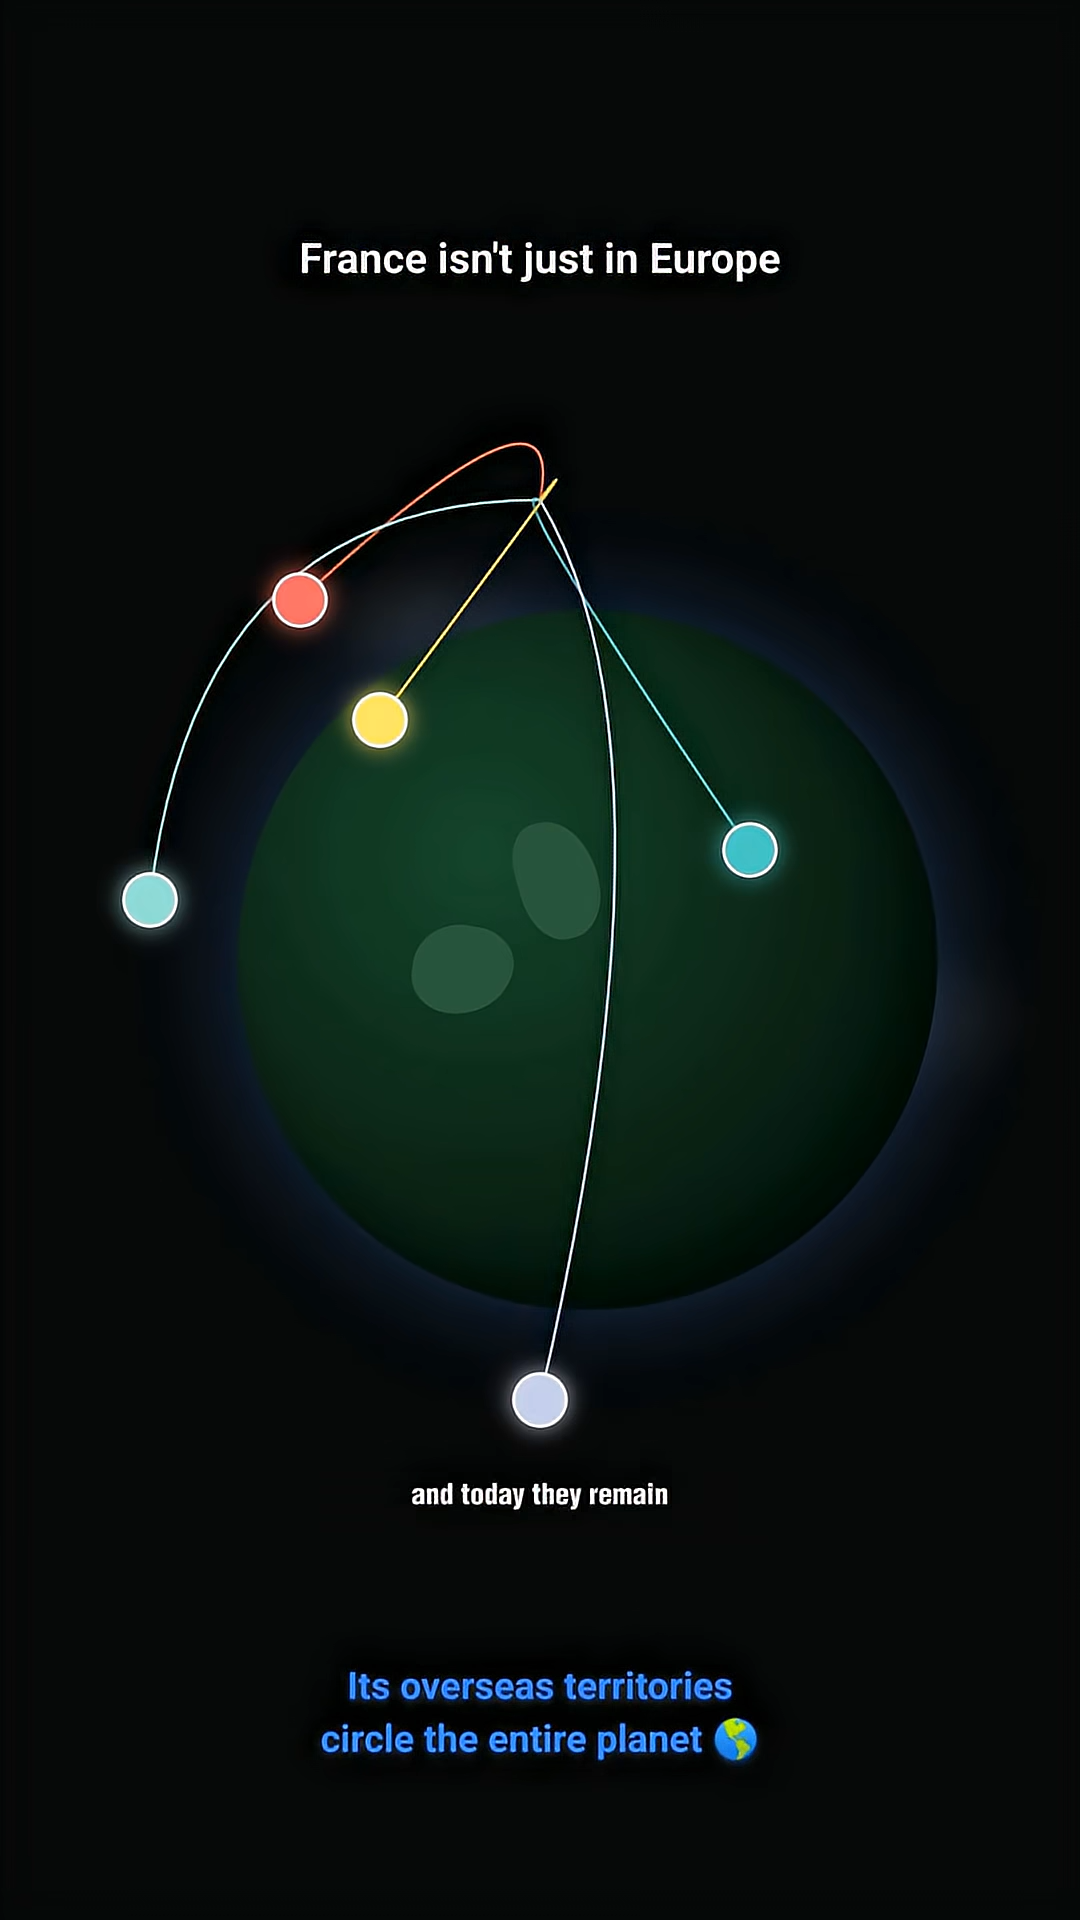 France isn't just in Europe
and today they remain
Its overseas territories
circle the entire planet 🌎